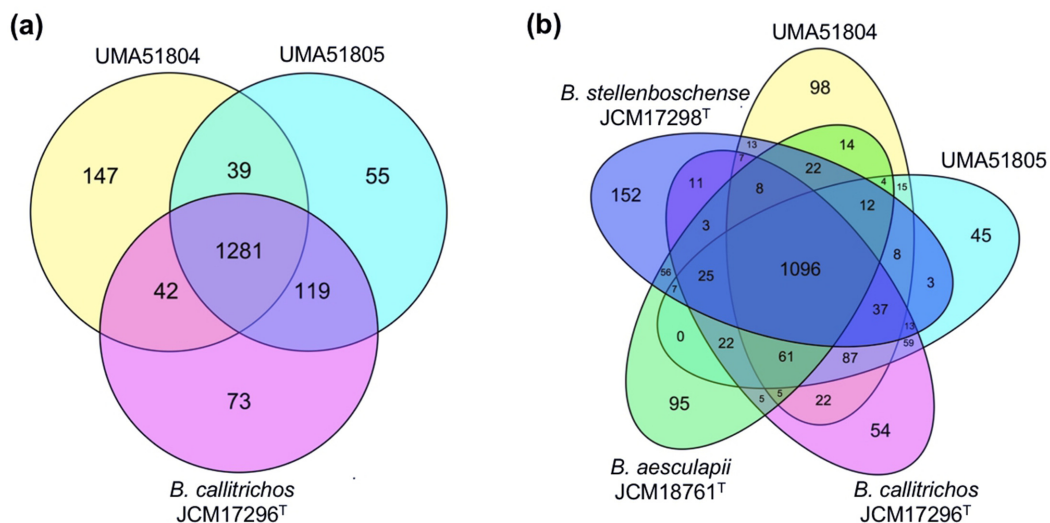 (a)
UMA51804
UMA51805
147
39
55
1281
42
119
73
B. callitrichos
JCM17296ᵀ
(b)
UMA51804
98
B. stellenboschense
JCM17298ᵀ
UMA51805
13
14
7
22
152
11
8
4
15
12
45
3
8
1096
56
25
3
7
37
13
0
22
61
87
59
95
5
5
22
54
B. aesculapii
JCM18761ᵀ
B. callitrichos
JCM17296ᵀ